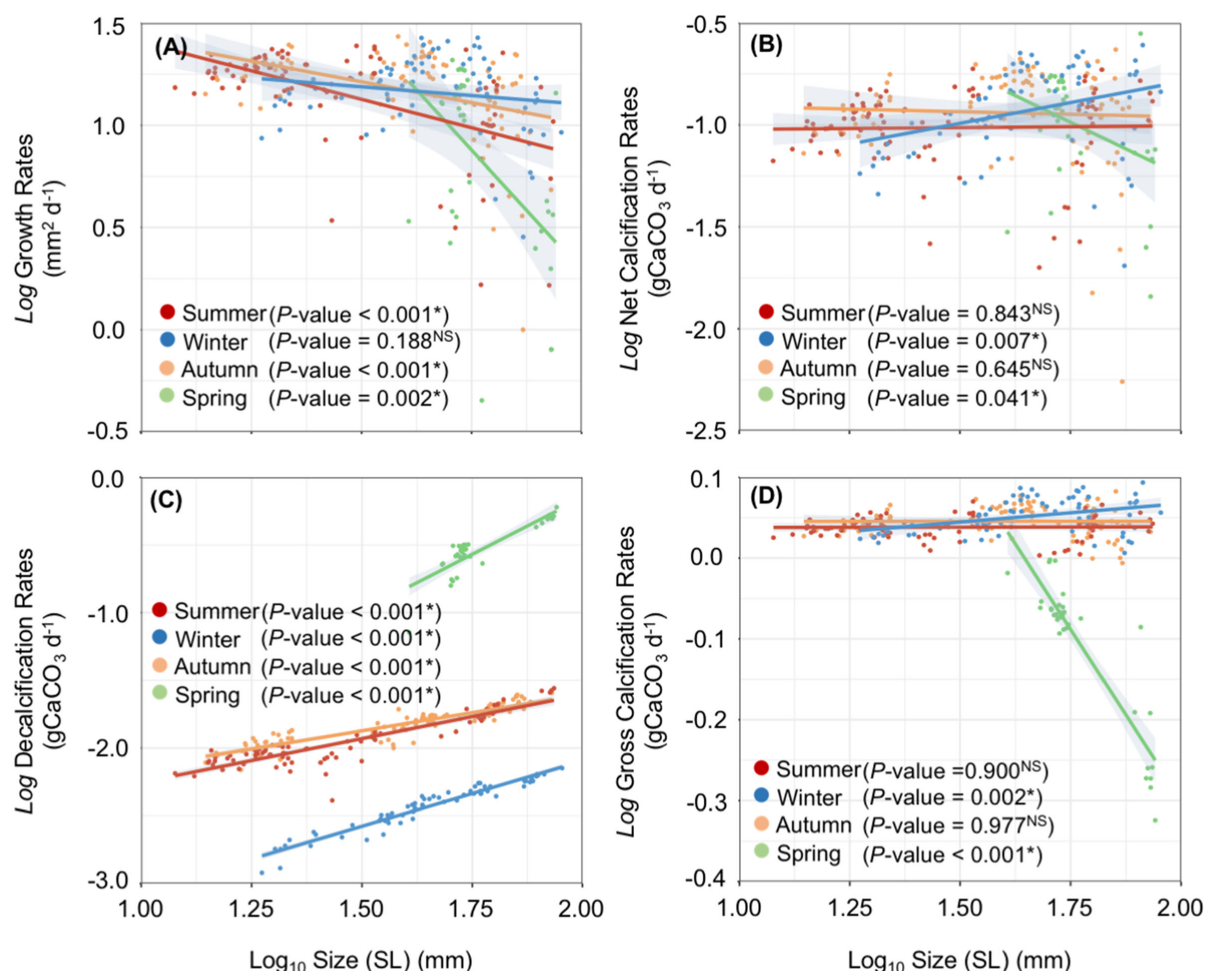 (A)
1.5
1.0
0.5
0.0
-0.5
Log Growth Rates
(mm² d⁻¹)
Summer (P-value < 0.001*)
Winter (P-value = 0.188ᴺˢ)
Autumn (P-value < 0.001*)
Spring (P-value = 0.002*)
(B)
-0.5
-1.0
-1.5
-2.0
-2.5
Log Net Calcification Rates
(gCaCO₃ d⁻¹)
Summer (P-value = 0.843ᴺˢ)
Winter (P-value = 0.007*)
Autumn (P-value = 0.645ᴺˢ)
Spring (P-value = 0.041*)
(C)
0.0
-1.0
-2.0
-3.0
Log Decalcification Rates
(gCaCO₃ d⁻¹)
Summer (P-value < 0.001*)
Winter (P-value < 0.001*)
Autumn (P-value < 0.001*)
Spring (P-value < 0.001*)
1.00 1.25 1.50 1.75 2.00
Log₁₀ Size (SL) (mm)
(D)
0.1
0.0
-0.1
-0.2
-0.3
-0.4
Log Gross Calcification Rates
(gCaCO₃ d⁻¹)
Summer (P-value =0.900ᴺˢ)
Winter (P-value = 0.002*)
Autumn (P-value = 0.977ᴺˢ)
Spring (P-value < 0.001*)
1.00 1.25 1.50 1.75 2.00
Log₁₀ Size (SL) (mm)